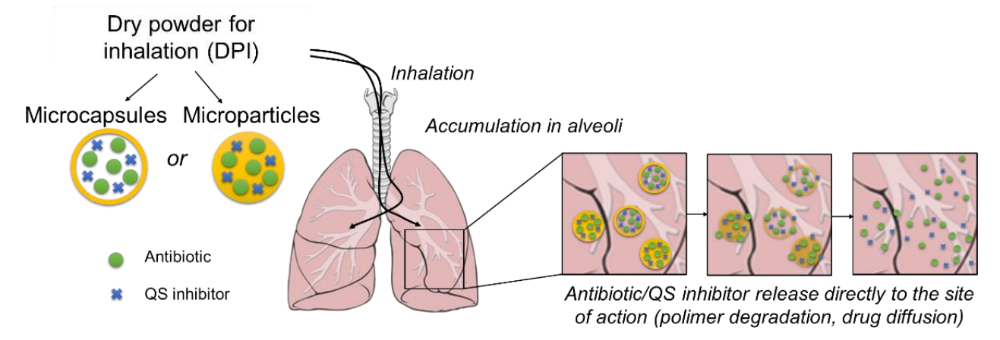 Dry powder for
inhalation (DPI)
Inhalation
Microcapsules Microparticles
Accumulation in alveoli
or
Antibiotic
QS inhibitor
Antibiotic/QS inhibitor release directly to the site
of action (polimer degradation, drug diffusion)